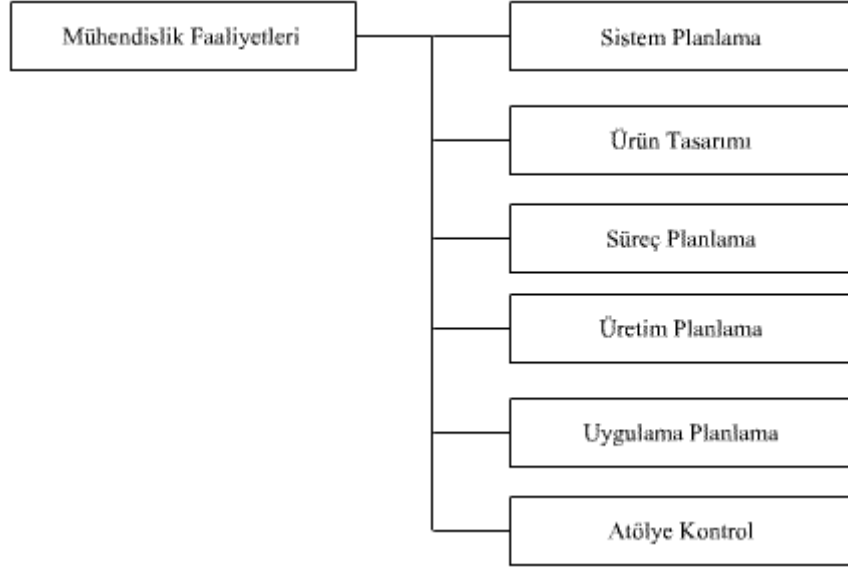 Mühendislik Faaliyetleri
Sistem Planlama
Ürün Tasarımı
Süreç Planlama
Üretim Planlama
Uygulama Planlama
Atölye Kontrol